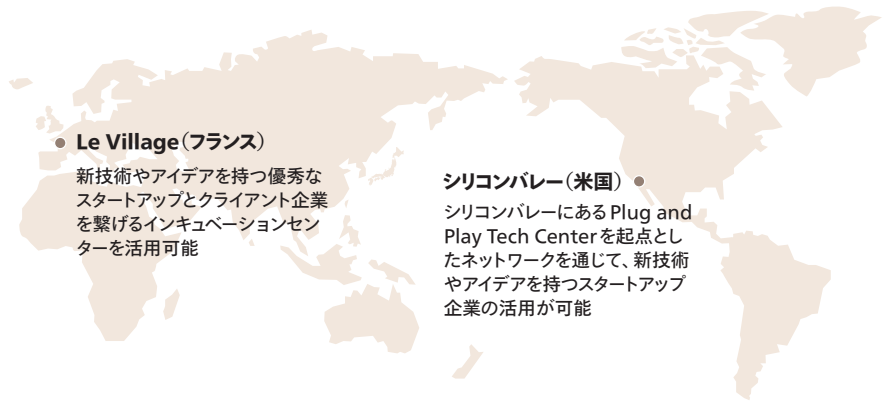 Le Village（フランス）
新技術やアイデアを持つ優秀な
スタートアップとクライアント企業
を繋げるインキュベーションセン
ターを活用可能
シリコンバレー（米国）
シリコンバレーにあるPlug and
Play Tech Centerを起点とし
たネットワークを通じて、新技術
やアイデアを持つスタートアップ
企業の活用が可能